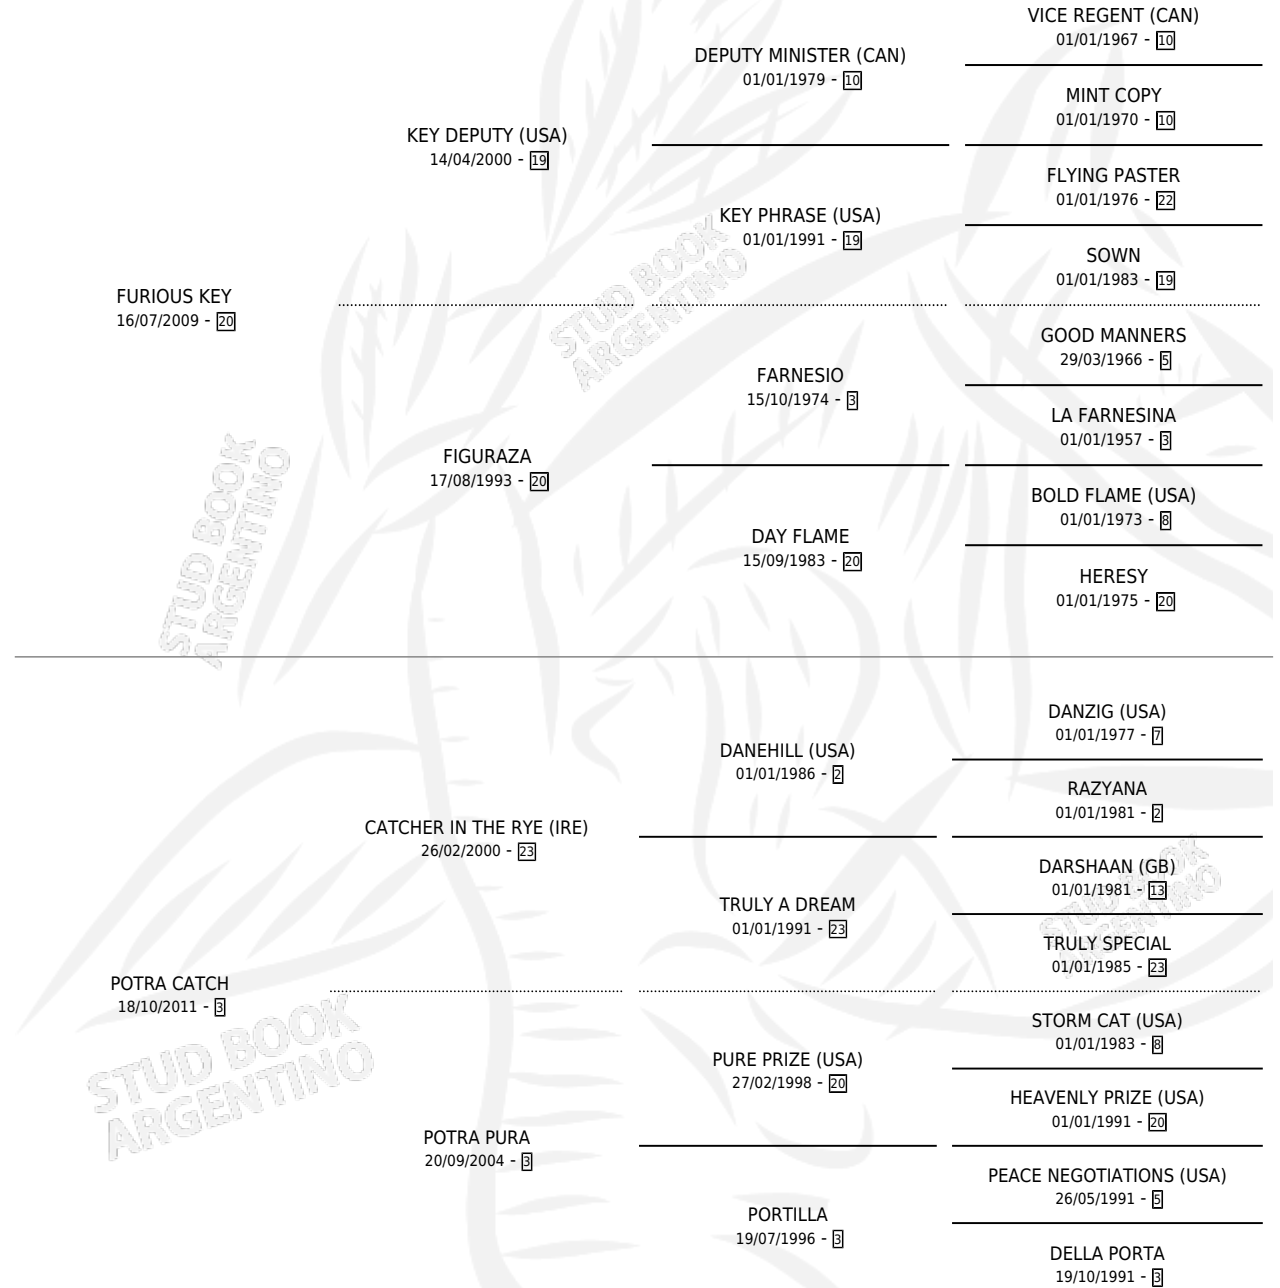 VICE REGENT (CAN)
01/01/1967 - 10
DEPUTY MINISTER (CAN)
01/01/1979 - 10
MINT COPY
01/01/1970 - 10
KEY DEPUTY (USA)
14/04/2000 - 19
FLYING PASTER
01/01/1976 - 22
KEY PHRASE (USA)
01/01/1991 - 19
SOWN
01/01/1983 - 19
FURIOUS KEY
16/07/2009 - 20
STUD BOOK
ARGENTINO
GOOD MANNERS
29/03/1966 - 5
FARNESIO
15/10/1974 - 3
LA FARNESINA
01/01/1957 - 3
FIGURAZA
17/08/1993 - 20
BOLD FLAME (USA)
01/01/1973 - 8
DAY FLAME
15/09/1983 - 20
HERESY
01/01/1975 - 20
STUD BOOK
ARGENTINO
DANZIG (USA)
01/01/1977 - 7
DANEHILL (USA)
01/01/1986 - 2
RAZYANA
01/01/1981 - 2
CATCHER IN THE RYE (IRE)
26/02/2000 - 23
DARSHAAN (GB)
01/01/1981 - 13
TRULY A DREAM
01/01/1991 - 23
TRULY SPECIAL
01/01/1985 - 23
STUD BOOK
ARGENTINO
POTRA CATCH
18/10/2011 - 3
STORM CAT (USA)
01/01/1983 - 8
PURE PRIZE (USA)
27/02/1998 - 20
HEAVENLY PRIZE (USA)
01/01/1991 - 20
STUD BOOK
ARGENTINO
POTRA PURA
20/09/2004 - 3
PEACE NEGOTIATIONS (USA)
26/05/1991 - 5
PORTILLA
19/07/1996 - 3
DELLA PORTA
19/10/1991 - 3